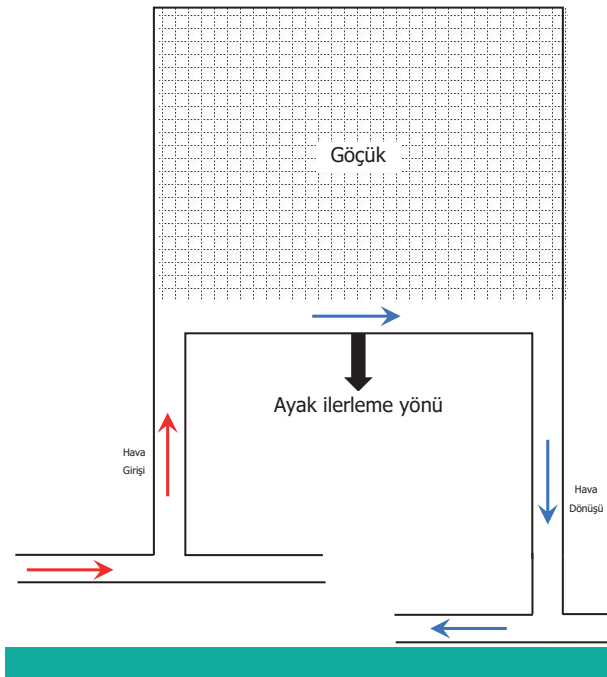 Göçük
Ayak ilerleme yönü
Hava
Girişi
Hava
Dönüşü